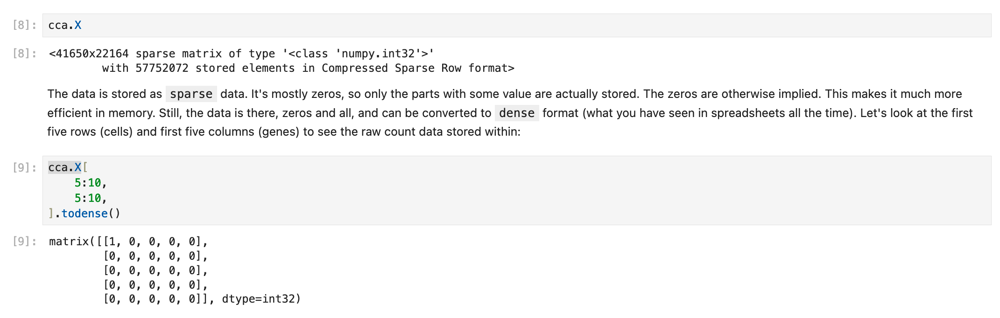 [8]: cca.X
[8]: <41650x22164 sparse matrix of type '<class 'numpy.int32'>'
with 57752072 stored elements in Compressed Sparse Row format>
The data is stored as sparse data. It's mostly zeros, so only the parts with some value are actually stored. The zeros are otherwise implied. This makes it much more
efficient in memory. Still, the data is there, zeros and all, and can be converted to dense format (what you have seen in spreadsheets all the time). Let's look at the first
five rows (cells) and first five columns (genes) to see the raw count data stored within:
[9]: cca.X[
5:10,
5:10,
].todense()
[9]: matrix([[1, 0, 0, 0, 0],
[0, 0, 0, 0, 0],
[0, 0, 0, 0, 0],
[0, 0, 0, 0, 0],
[0, 0, 0, 0, 0]], dtype=int32)